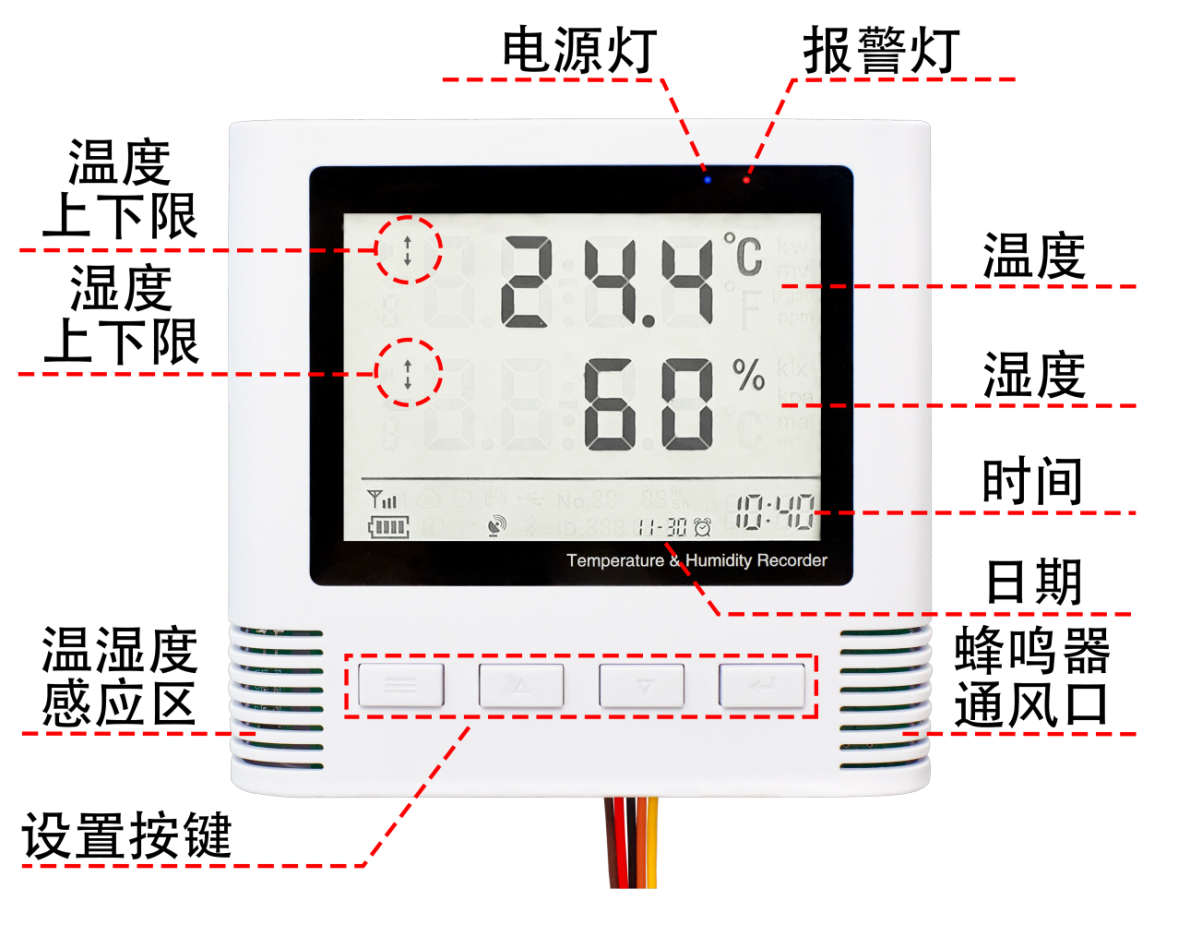 电源灯
报警灯
温度
上下限
湿度
上下限
24.4 °C
温度
60 %
湿度
11-30
10:40
时间
Temperature & Humidity Recorder
日期
温湿度
感应区
蜂鸣器
通风口
设置按键